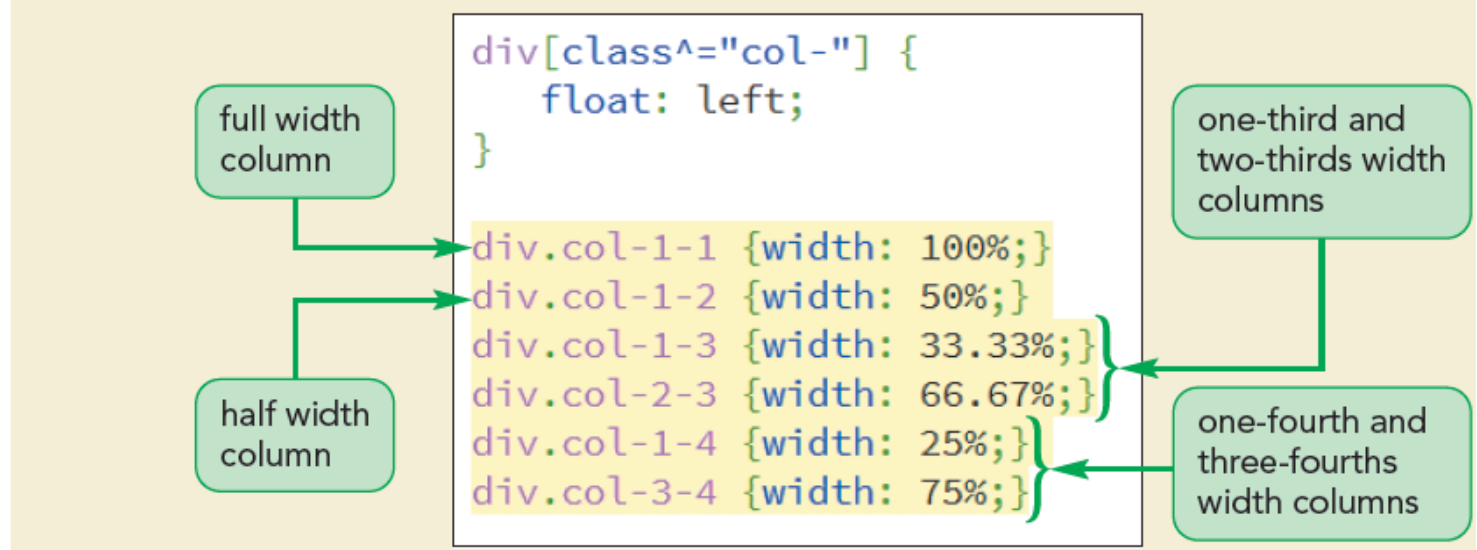 div[class^="col-"] {
float: left;
}
full width
column
one-third and
two-thirds width
columns
div.col-1-1 {width: 100%;}
div.col-1-2 {width: 50%;}
div.col-1-3 {width: 33.33%;}
div.col-2-3 {width: 66.67%;}
div.col-1-4 {width: 25%;}
div.col-3-4 {width: 75%;}
half width
column
one-fourth and
three-fourths
width columns